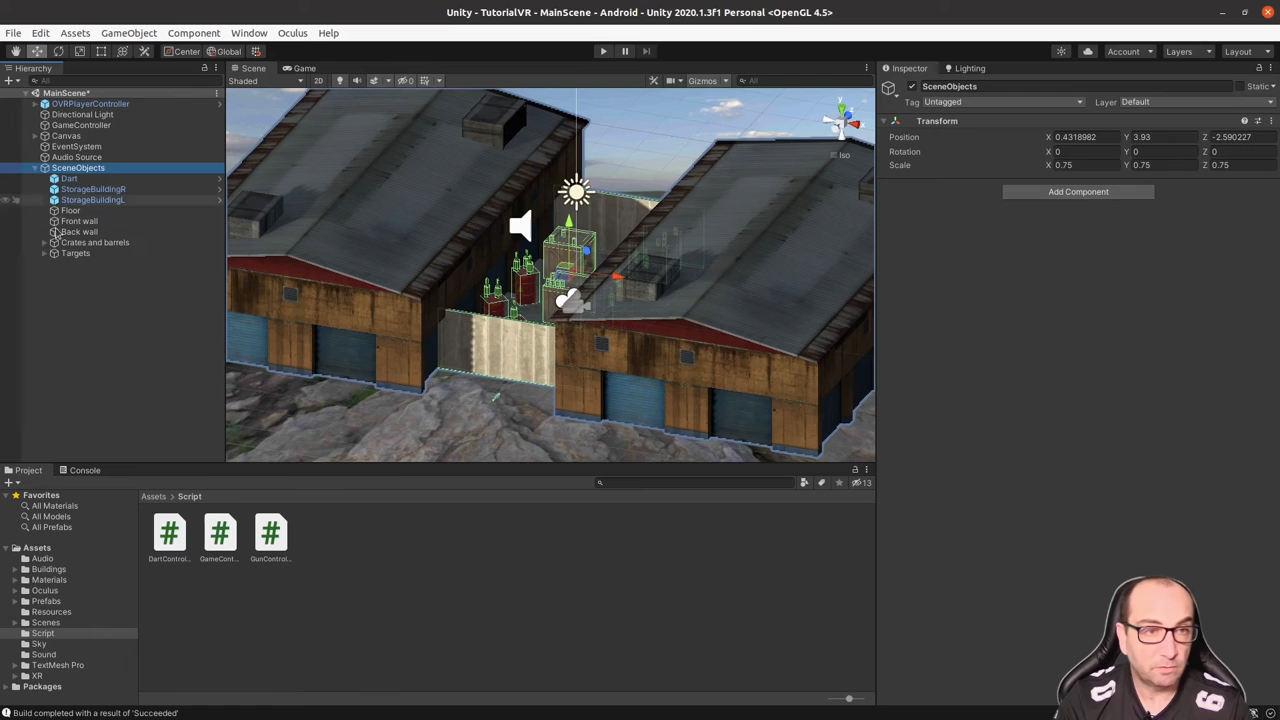 Unity - TutorialVR - MainScene - Android - Unity 2020.1.3f1 Personal <OpenGL 4.5>
File Edit Assets GameObject Component Window Oculus Help
Center Global Account Layers Layout
Hierarchy
All
MainScene*
OVRPlayerController
Directional Light
GameController
Canvas
EventSystem
Audio Source
SceneObjects
Dart
StorageBuildingR
StorageBuildingL
Floor
Front wall
Back wall
Crates and barrels
Targets
Scene Game
Shaded 2D 0 Gizmos All
y
x
z
Iso
Inspector Lighting
SceneObjects Static
Tag Untagged Layer Default
Transform
Position X 0.4318982 Y 3.93 Z -2.590227
Rotation X 0 Y 0 Z 0
Scale X 0.75 Y 0.75 Z 0.75
Add Component
Project Console
13
Favorites
All Materials
All Models
All Prefabs
Assets
Audio
Buildings
Materials
Oculus
Prefabs
Resources
Scenes
Script
Sky
Sound
TextMesh Pro
XR
Packages
Assets > Script
# # #
DartControl... GameCont... GunControl...
Build completed with a result of 'Succeeded'